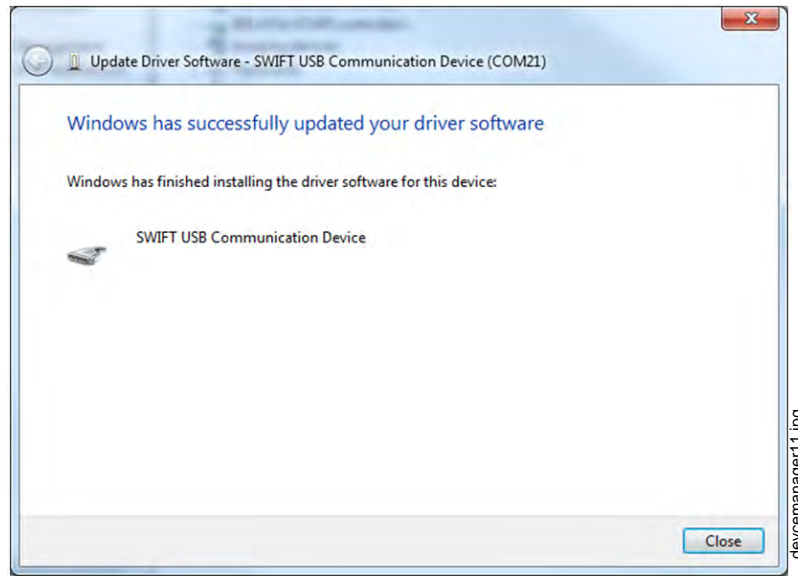 Update Driver Software - SWIFT USB Communication Device (COM21)
Windows has successfully updated your driver software
Windows has finished installing the driver software for this device:
SWIFT USB Communication Device
Close
devcemanager11.jpg